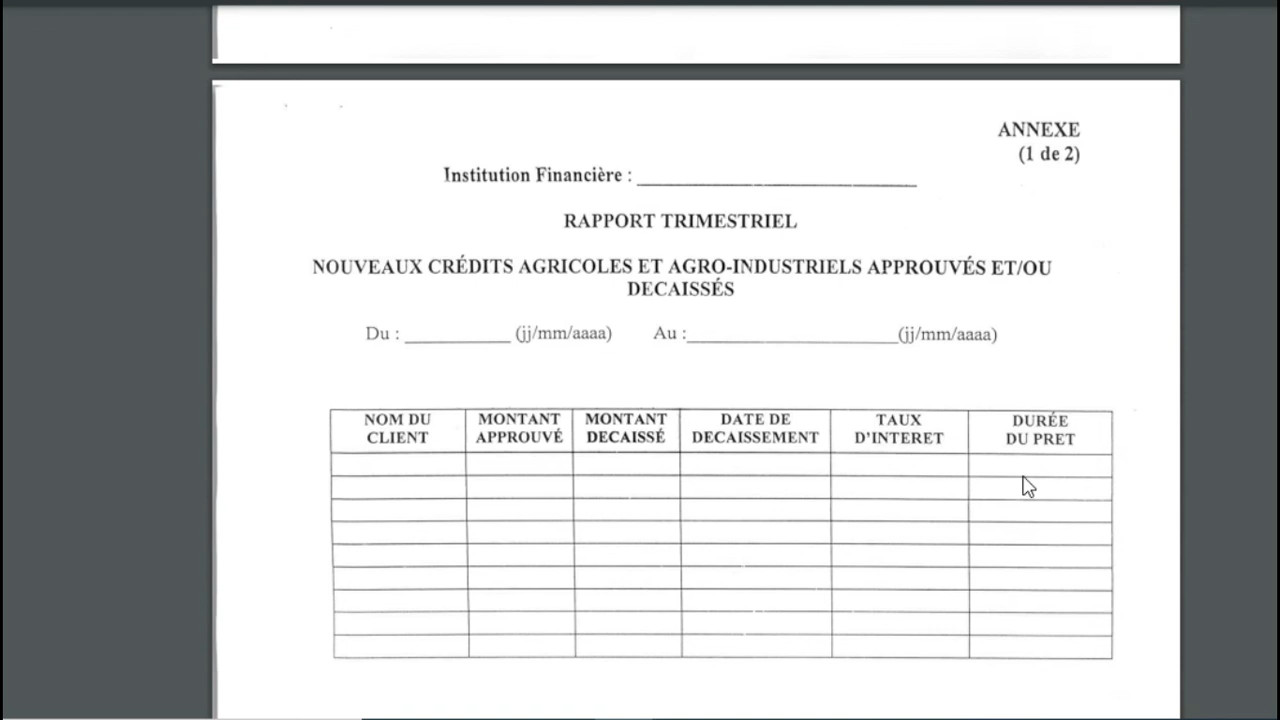 ANNEXE
(1 de 2)
Institution Financière : ____________________
RAPPORT TRIMESTRIEL
NOUVEAUX CRÉDITS AGRICOLES ET AGRO-INDUSTRIELS APPROUVÉS ET/OU
DECAISSÉS
Du : __________ (jj/mm/aaaa) Au :____________________(jj/mm/aaaa)
NOM DU CLIENT
MONTANT APPROUVÉ
MONTANT DECAISSÉ
DATE DE DECAISSEMENT
TAUX D'INTERET
DURÉE DU PRET